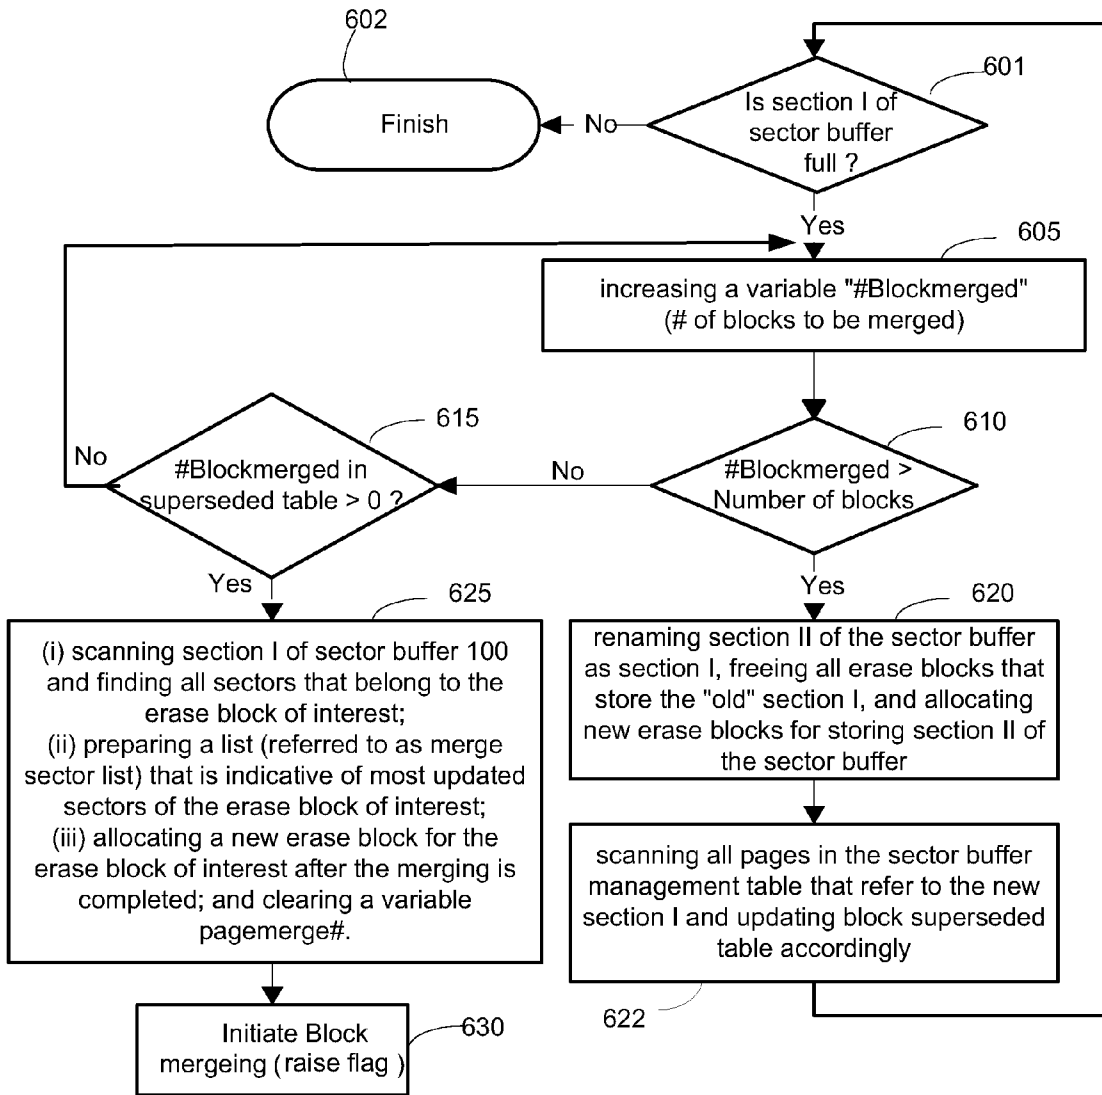 602
601
Finish
No
Is section I of
sector buffer
full ?
Yes
605
increasing a variable "#Blockmerged"
(# of blocks to be merged)
615
610
No
#Blockmerged in
superseded table > 0 ?
No
#Blockmerged >
Number of blocks
Yes
Yes
625
620
(i) scanning section I of sector buffer 100
and finding all sectors that belong to the
erase block of interest;
(ii) preparing a list (referred to as merge
sector list) that is indicative of most updated
sectors of the erase block of interest;
(iii) allocating a new erase block for the
erase block of interest after the merging is
completed; and clearing a variable
pagemerge#.
renaming section II of the sector buffer
as section I, freeing all erase blocks that
store the "old" section I, and allocating
new erase blocks for storing section II of
the sector buffer
scanning all pages in the sector buffer
management table that refer to the new
section I and updating block superseded
table accordingly
622
Initiate Block
mergeing (raise flag )
630